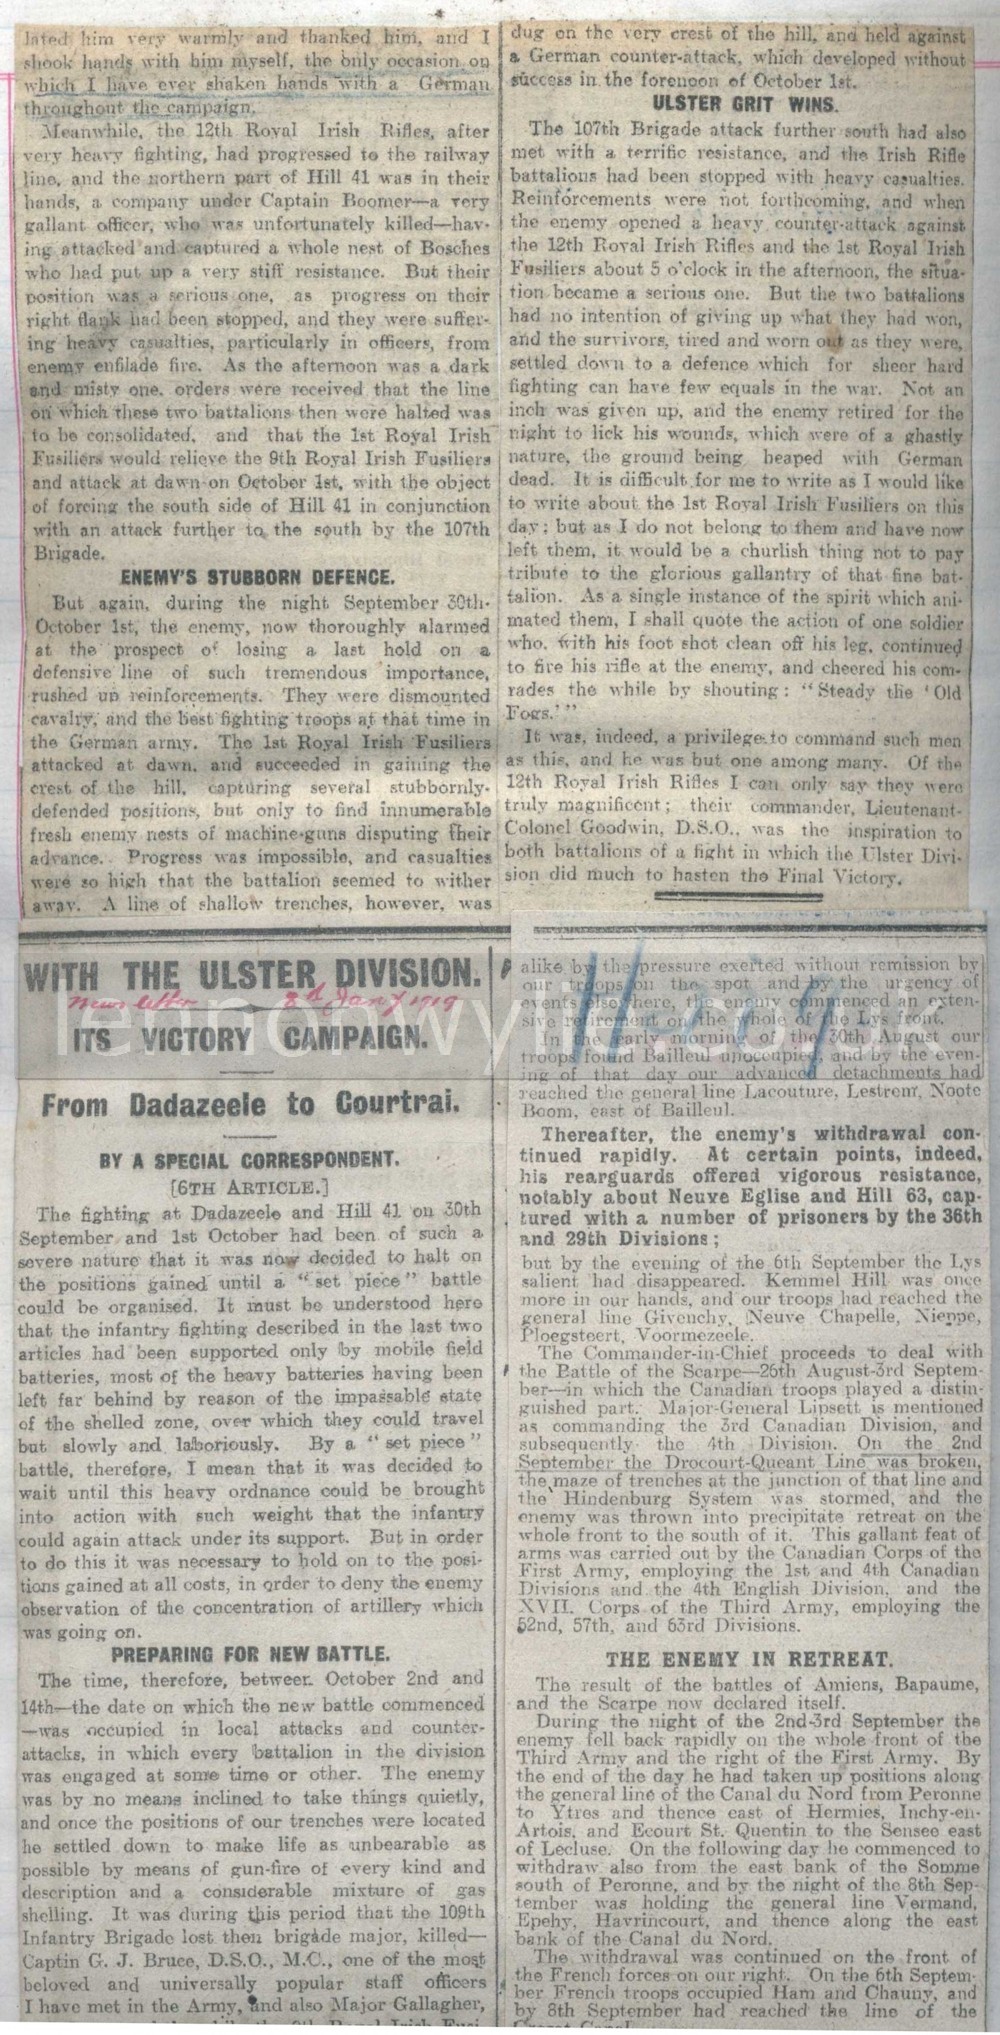 lated him very warmly and thanked him, and I
shook hands with him myself, the only occasion on
which I have ever shaken hands with a German
throughout the campaign.
Meanwhile, the 12th Royal Irish Rifles, after
very heavy fighting, had progressed to the railway
line, and the northern part of Hill 41 was in their
hands, a company under Captain Boomer—a very
gallant officer, who was unfortunately killed—hav-
ing attacked and captured a whole nest of Bosches
who had put up a very stiff resistance. But their
position was a serious one, as progress on their
right flank had been stopped, and they were suffer-
ing heavy casualties, particularly in officers, from
enemy enfilade fire. As the afternoon was a dark
and misty one, orders were received that the line
on which these two battalions then were halted was
to be consolidated, and that the 1st Royal Irish
Fusiliers would relieve the 9th Royal Irish Fusiliers
and attack at dawn on October 1st, with the object
of forcing the south side of Hill 41 in conjunction
with an attack further to the south by the 107th
Brigade.
ENEMY'S STUBBORN DEFENCE.
But again, during the night September 30th-
October 1st, the enemy, now thoroughly alarmed
at the prospect of losing a last hold on a
defensive line of such tremendous importance,
rushed up reinforcements. They were dismounted
cavalry, and the best fighting troops at that time in
the German army. The 1st Royal Irish Fusiliers
attacked at dawn, and succeeded in gaining the
crest of the hill, capturing several stubbornly-
defended positions, but only to find innumerable
fresh enemy nests of machine-guns disputing their
advance. Progress was impossible, and casualties
were so high that the battalion seemed to wither
away. A line of shallow trenches, however, was
dug on the very crest of the hill, and held against
a German counter-attack, which developed without
success in the forenoon of October 1st.
ULSTER GRIT WINS.
The 107th Brigade attack further south had also
met with a terrific resistance, and the Irish Rifle
battalions had been stopped with heavy casualties.
Reinforcements were not forthcoming, and when
the enemy opened a heavy counter-attack against
the 12th Royal Irish Rifles and the 1st Royal Irish
Fusiliers about 5 o'clock in the afternoon, the situa-
tion became a serious one. But the two battalions
had no intention of giving up what they had won,
and the survivors, tired and worn out as they were,
settled down to a defence which for sheer hard
fighting can have few equals in the war. Not an
inch was given up, and the enemy retired for the
night to lick his wounds, which were of a ghastly
nature, the ground being heaped with German
dead. It is difficult for me to write as I would like
to write about the 1st Royal Irish Fusiliers on this
day; but as I do not belong to them and have now
left them, it would be a churlish thing not to pay
tribute to the glorious gallantry of that fine bat-
talion. As a single instance of the spirit which ani-
mated them, I shall quote the action of one soldier
who, with his foot shot clean off his leg, continued
to fire his rifle at the enemy, and cheered his com-
rades the while by shouting: "Steady the 'Old
Fogs.'"
It was, indeed, a privilege to command such men
as this, and he was but one among many. Of the
12th Royal Irish Rifles I can only say they were
truly magnificent; their commander, Lieutenant-
Colonel Goodwin, D.S.O., was the inspiration to
both battalions of a fight in which the Ulster Divi-
sion did much to hasten the Final Victory.
WITH THE ULSTER DIVISION.
News letter 8th Jany 1919
ITS VICTORY CAMPAIGN.
From Dadazeele to Courtrai.
BY A SPECIAL CORRESPONDENT.
[6TH ARTICLE.]
The fighting at Dadazeele and Hill 41 on 30th
September and 1st October had been of such a
severe nature that it was now decided to halt on
the positions gained until a "set piece" battle
could be organised. It must be understood here
that the infantry fighting described in the last two
articles had been supported only by mobile field
batteries, most of the heavy batteries having been
left far behind by reason of the impassable state
of the shelled zone, over which they could travel
but slowly and laboriously. By a "set piece"
battle, therefore, I mean that it was decided to
wait until this heavy ordnance could be brought
into action with such weight that the infantry
could again attack under its support. But in order
to do this it was necessary to hold on to the posi-
tions gained at all costs, in order to deny the enemy
observation of the concentration of artillery which
was going on.
PREPARING FOR NEW BATTLE.
The time, therefore, between October 2nd and
14th—the date on which the new battle commenced
—was occupied in local attacks and counter-
attacks, in which every battalion in the division
was engaged at some time or other. The enemy
was by no means inclined to take things quietly,
and once the positions of our trenches were located
he settled down to make life as unbearable as
possible by means of gun-fire of every kind and
description and a considerable mixture of gas
shelling. It was during this period that the 109th
Infantry Brigade lost then brigade major, killed—
Captin G. J. Bruce, D.S.O., M.C., one of the most
beloved and universally popular staff officers
I have met in the Army, and also Major Gallagher,
alike by the pressure exerted without remission by
our troops on the spot and by the urgency of
events elsewhere, the enemy commenced an exten-
sive retirement on the whole of the Lys front.
In the early morning of the 30th August our
troops found Bailleul unoccupied, and by the even-
ing of that day our advanced detachments had
reached the general line Lacouture, Lestrem, Noote
Boom, east of Bailleul.
Thereafter, the enemy's withdrawal con-
tinued rapidly. At certain points, indeed,
his rearguards offered vigorous resistance,
notably about Neuve Eglise and Hill 63, cap-
tured with a number of prisoners by the 36th
and 29th Divisions;
but by the evening of the 6th September the Lys
salient had disappeared. Kemmel Hill was once
more in our hands, and our troops had reached the
general line Givenchy, Neuve Chapelle, Nieppe,
Ploegsteert, Voormezeele.
The Commander-in-Chief proceeds to deal with
the Battle of the Scarpe—26th August-3rd Septem-
ber—in which the Canadian troops played a distin-
guished part. Major-General Lipsett is mentioned
as commanding the 3rd Canadian Division, and
subsequently the 4th Division. On the 2nd
September the Drocourt-Queant Line was broken,
the maze of trenches at the junction of that line and
the Hindenburg System was stormed, and the
enemy was thrown into precipitate retreat on the
whole front to the south of it. This gallant feat of
arms was carried out by the Canadian Corps of the
First Army, employing the 1st and 4th Canadian
Divisions and the 4th English Division, and the
XVII. Corps of the Third Army, employing the
52nd, 57th, and 63rd Divisions.
THE ENEMY IN RETREAT.
The result of the battles of Amiens, Bapaume,
and the Scarpe now declared itself.
During the night of the 2nd-3rd September the
enemy fell back rapidly on the whole front of the
Third Army and the right of the First Army. By
the end of the day he had taken up positions along
the general line of the Canal du Nord from Peronne
to Ytres and thence east of Hermies, Inchy-en-
Artois, and Ecourt St. Quentin to the Sensee east
of Lecluse. On the following day he commenced to
withdraw also from the east bank of the Somme
south of Peronne, and by the night of the 8th Sep-
tember was holding the general line Vermand,
Epehy, Havrincourt, and thence along the east
bank of the Canal du Nord.
The withdrawal was continued on the front of
the French forces on our right. On the 6th Septem-
ber French troops occupied Ham and Chauny, and
by 8th September had reached the line of the